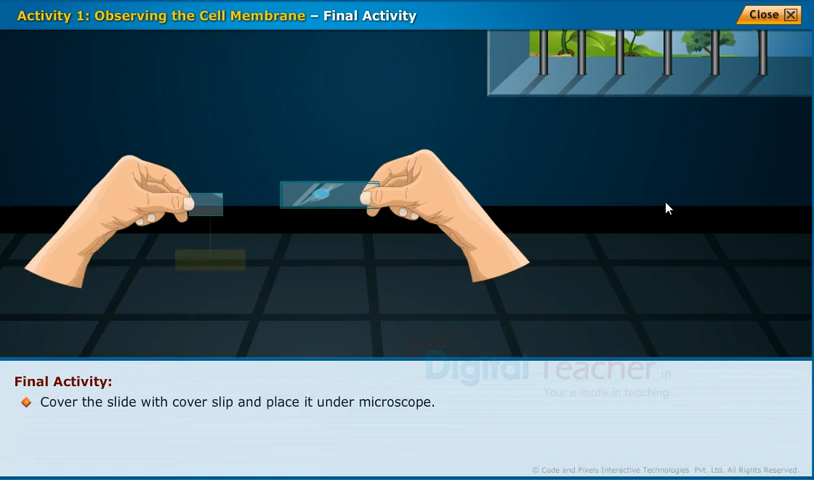 Activity 1: Observing the Cell Membrane – Final Activity
Close
Digital Teacher.in
Your e-mate in teaching
Final Activity:
Cover the slide with cover slip and place it under microscope.
© Code and Pixels Interactive Technologies Pvt. Ltd. All Rights Reserved.